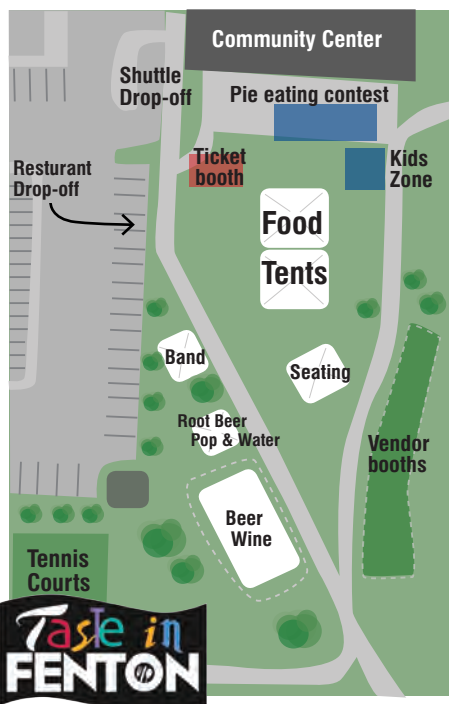 Community Center
Shuttle
Drop-off
Pie eating contest
Ticket
booth
Kids
Zone
Resturant
Drop-off
Food
Tents
Band
Seating
Root Beer
Pop & Water
Vendor
booths
Beer
Wine
Tennis
Courts
Taste in
FENTON